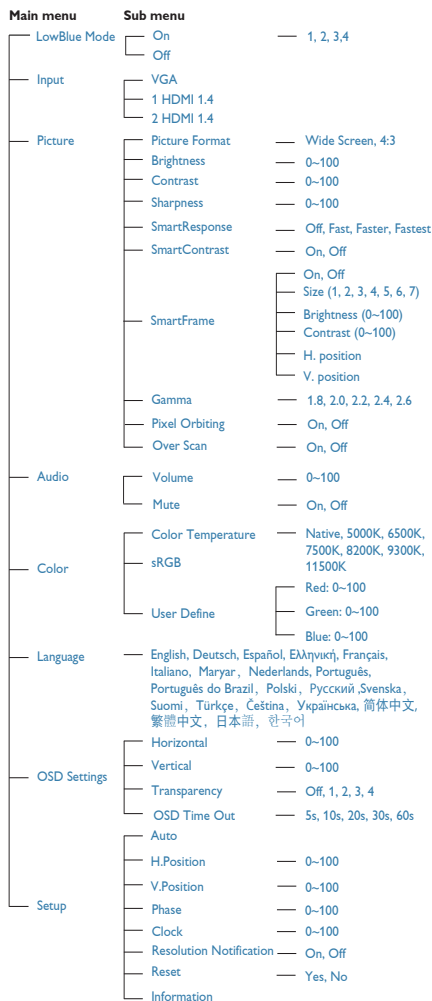 Main menu Sub menu
LowBlue Mode On 1, 2, 3,4
Off
Input VGA
1 HDMI 1.4
2 HDMI 1.4
Picture Picture Format Wide Screen, 4:3
Brightness 0~100
Contrast 0~100
Sharpness 0~100
SmartResponse Off, Fast, Faster, Fastest
SmartContrast On, Off
On, Off
Size (1, 2, 3, 4, 5, 6, 7)
Brightness (0~100)
SmartFrame
Contrast (0~100)
H. position
V. position
Gamma 1.8, 2.0, 2.2, 2.4, 2.6
Pixel Orbiting On, Off
Over Scan On, Off
Audio Volume 0~100
Mute On, Off
Color Temperature Native, 5000K, 6500K,
7500K, 8200K, 9300K,
11500K
Color sRGB
Red: 0~100
User Define Green: 0~100
Blue: 0~100
Language English, Deutsch, Español, Ελληνική, Français,
Italiano, Maryar, Nederlands, Português,
Português do Brazil, Polski, Русский ,Svenska,
Suomi, Türkçe, Čeština, Українська, 简体中文,
繁體中文, 日本語, 한국어
Horizontal 0~100
Vertical 0~100
OSD Settings
Transparency Off, 1, 2, 3, 4
OSD Time Out 5s, 10s, 20s, 30s, 60s
Auto
H.Position 0~100
V.Position 0~100
Setup Phase 0~100
Clock 0~100
Resolution Notification On, Off
Reset Yes, No
Information